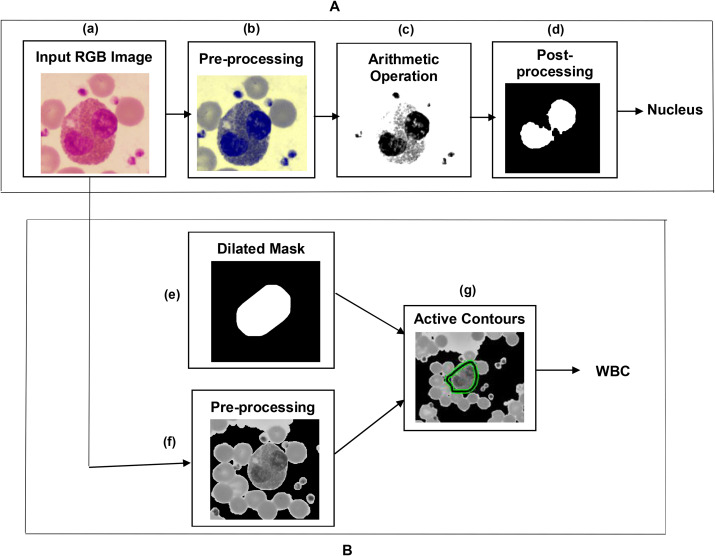 A
(a)
(b)
(c)
(d)
Input RGB Image
Pre-processing
Arithmetic
Operation
Post-
processing
Nucleus
Dilated Mask
(e)
(g)
Active Contours
WBC
Pre-processing
(f)
B